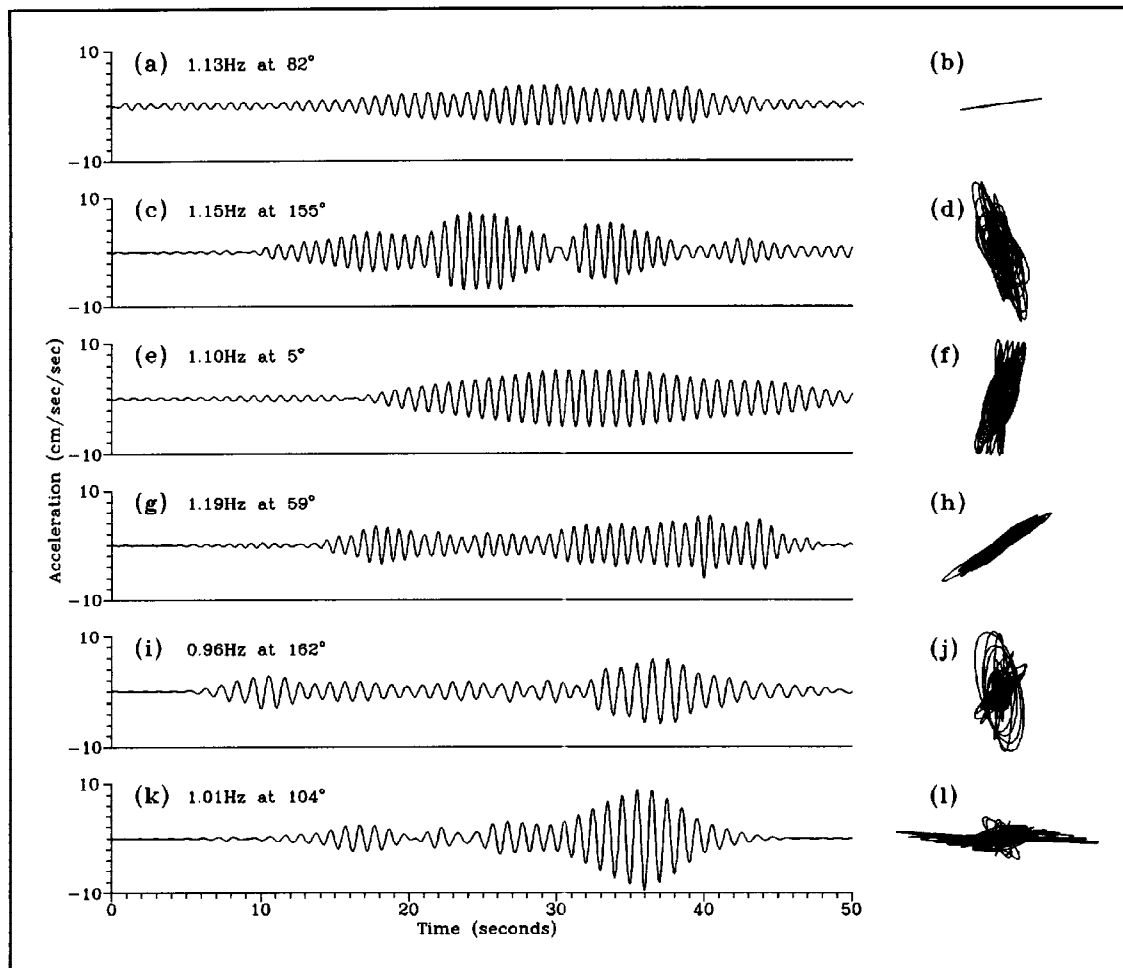 10
(a) 1.13Hz at 82°
(b)
-10
10
(c) 1.15Hz at 155°
(d)
-10
10
(e) 1.10Hz at 5°
(f)
-10
10
(g) 1.19Hz at 59°
(h)
-10
10
(i) 0.96Hz at 162°
(j)
-10
10
(k) 1.01Hz at 104°
(l)
-10
0 10 20 30 40 50
Time (seconds)
Acceleration (cm/sec/sec)